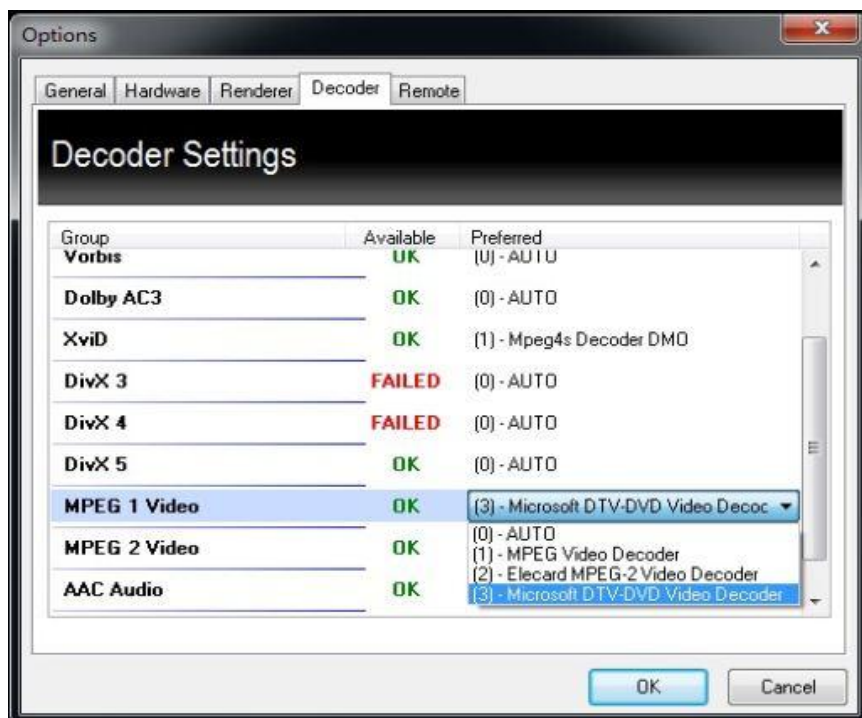 Options
General Hardware Renderer Decoder Remote
Decoder Settings
Group Available Preferred
Vorbis OK (0) - AUTO
Dolby AC3 OK (0) - AUTO
XviD OK (1) - Mpeg4s Decoder DMO
DivX 3 FAILED (0) - AUTO
DivX 4 FAILED (0) - AUTO
DivX 5 OK (0) - AUTO
MPEG 1 Video OK (3) - Microsoft DTV-DVD Video Decoc
(0) - AUTO
(1) - MPEG Video Decoder
MPEG 2 Video OK
(2) - Elecard MPEG-2 Video Decoder
(3) - Microsoft DTV-DVD Video Decoder
AAC Audio OK
OK Cancel